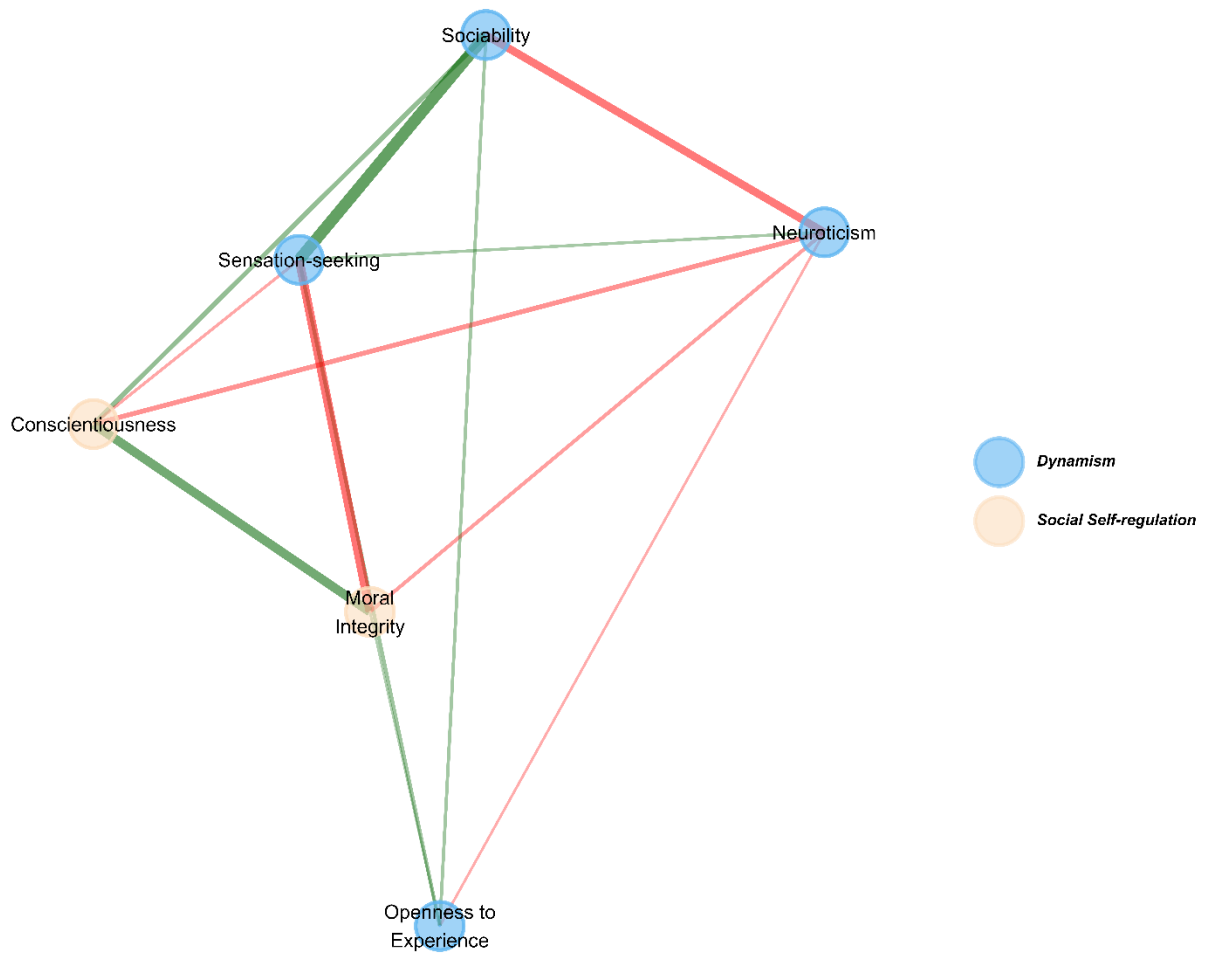 Sociability
Neuroticism
Sensation-seeking
Conscientiousness
Dynamism
Social Self-regulation
Moral
Integrity
Openness to
Experience